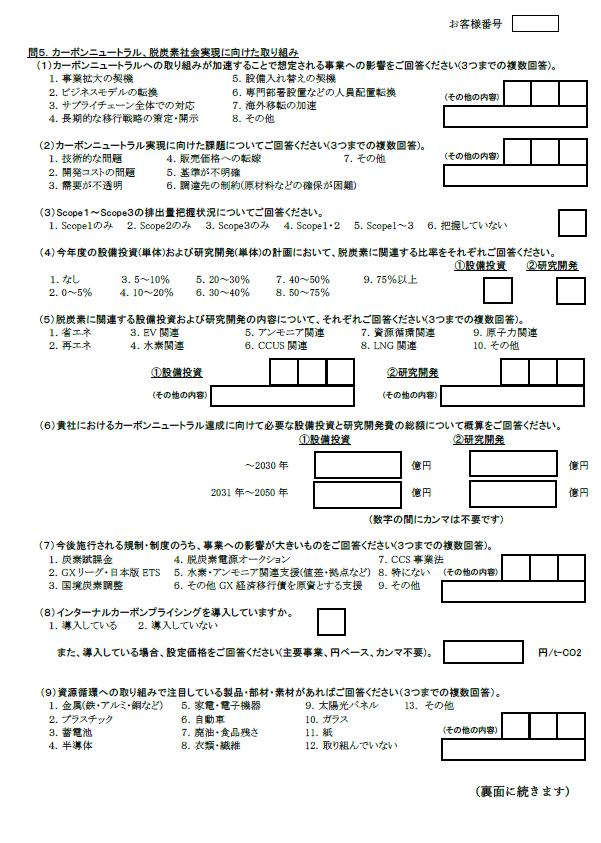 お客様番号
問5．カーボンニュートラル、脱炭素社会実現に向けた取り組み
（1）カーボンニュートラルへの取り組みが加速することで想定される事業への影響をご回答ください（3つまでの複数回答）。
1. 事業拡大の契機　5. 設備入れ替えの契機
2. ビジネスモデルの転換　6. 専門部署設置などの人員配置転換
3. サプライチェーン全体での対応　7. 海外移転の加速
4. 長期的な移行戦略の策定・開示　8. その他
（その他の内容）
（2）カーボンニュートラル実現に向けた課題についてご回答ください（3つまでの複数回答）。
1. 技術的な問題　4. 販売価格への転嫁　7. その他
2. 開発コストの問題　5. 基準が不明確
3. 需要が不透明　6. 調達先の制約（原材料などの確保が困難）
（その他の内容）
（3）Scope1～Scope3の排出量把握状況についてご回答ください。
1. Scope1のみ　2. Scope2のみ　3. Scope3のみ　4. Scope1・2　5. Scope1～3　6. 把握していない
（4）今年度の設備投資（単体）および研究開発（単体）の計画において、脱炭素に関連する比率をそれぞれご回答ください。
①設備投資　②研究開発
1. なし　3. 5～10％　5. 20～30％　7. 40～50％　9. 75％以上
2. 0～5％　4. 10～20％　6. 30～40％　8. 50～75％
（5）脱炭素に関連する設備投資および研究開発の内容について、それぞれご回答ください（3つまでの複数回答）。
1. 省エネ　3. EV 関連　5. アンモニア関連　7. 資源循環関連　9. 原子力関連
2. 再エネ　4. 水素関連　6. CCUS 関連　8. LNG 関連　10. その他
①設備投資　②研究開発
（その他の内容）　（その他の内容）
（6）貴社におけるカーボンニュートラル達成に向けて必要な設備投資と研究開発費の総額について概算をご回答ください。
①設備投資　②研究開発
～2030 年　億円　億円
2031 年～2050 年　億円　億円
（数字の間にカンマは不要です）
（7）今後施行される規制・制度のうち、事業への影響が大きいものをご回答ください（3つまでの複数回答）。
1. 炭素賦課金　4. 脱炭素電源オークション　7. CCS 事業法
2. GXリーグ・日本版 ETS　5. 水素・アンモニア関連支援（値差・拠点など）　8. 特にない　（その他の内容）
3. 国境炭素調整　6. その他 GX 経済移行債を原資とする支援　9. その他
（8）インターナルカーボンプライシングを導入していますか。
1. 導入している　2. 導入していない
また、導入している場合、設定価格をご回答ください（主要事業、円ベース、カンマ不要）。　円/t-CO2
（9）資源循環への取り組みで注目している製品・部材・素材があればご回答ください（3つまでの複数回答）。
1. 金属（鉄・アルミ・銅など）　5. 家電・電子機器　9. 太陽光パネル　13. その他
2. プラスチック　6. 自動車　10. ガラス
3. 蓄電池　7. 廃油・食品残さ　11. 紙
4. 半導体　8. 衣類・繊維　12. 取り組んでいない
（その他の内容）
（裏面に続きます）